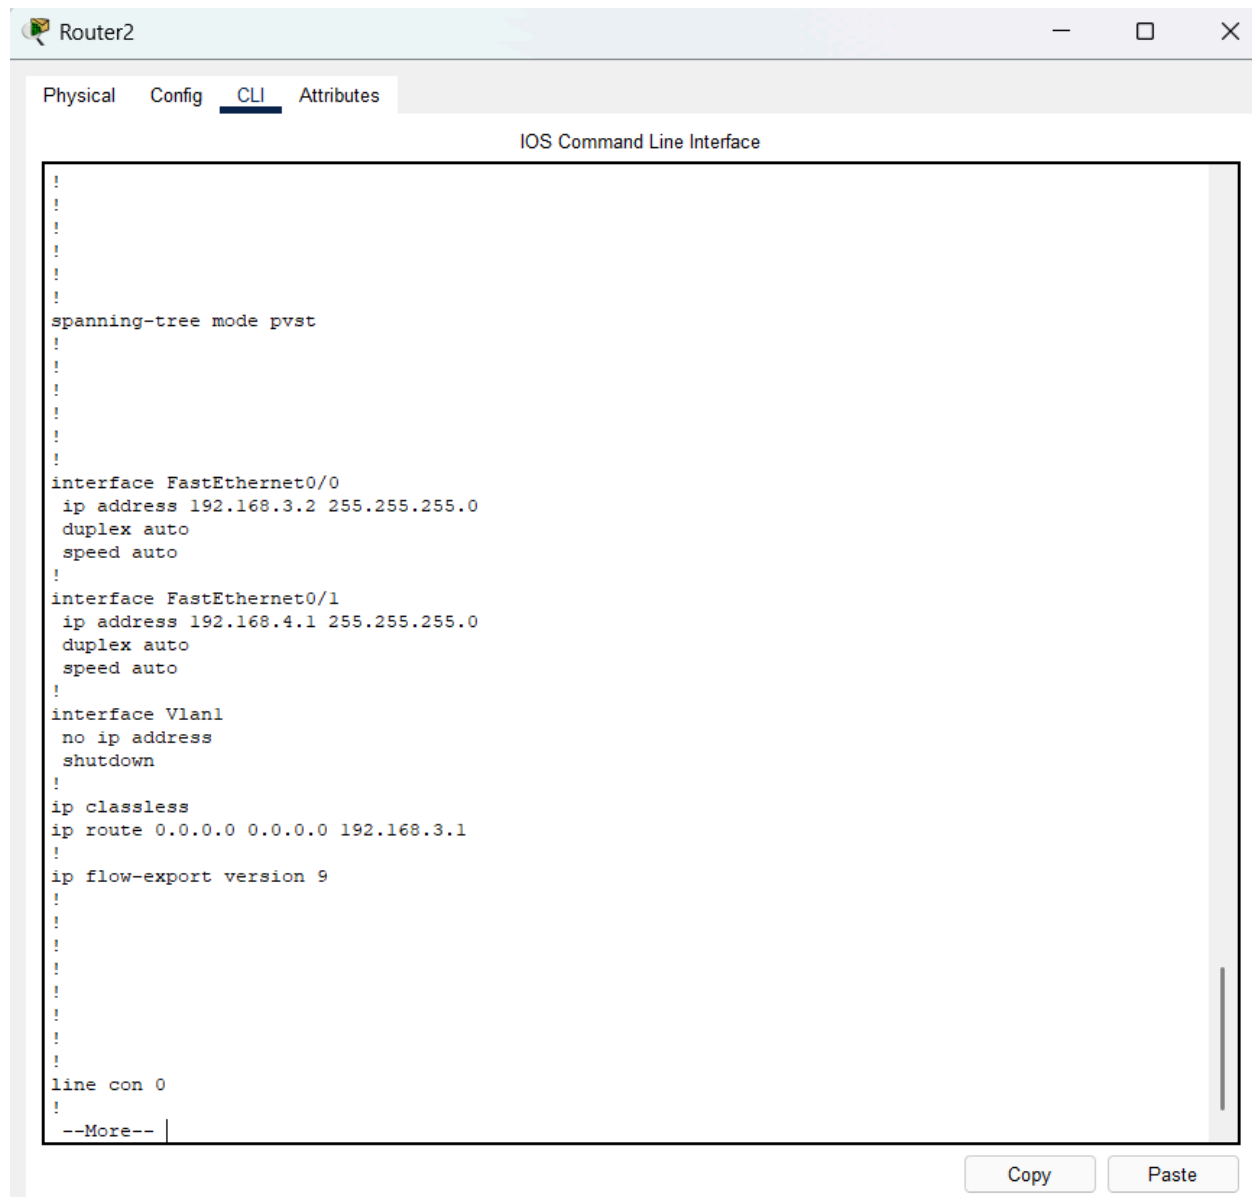 Router2
Physical Config CLI Attributes
IOS Command Line Interface
!
!
!
!
!
!
spanning-tree mode pvst
!
!
!
!
!
!
interface FastEthernet0/0
 ip address 192.168.3.2 255.255.255.0
 duplex auto
 speed auto
!
interface FastEthernet0/1
 ip address 192.168.4.1 255.255.255.0
 duplex auto
 speed auto
!
interface Vlan1
 no ip address
 shutdown
!
ip classless
ip route 0.0.0.0 0.0.0.0 192.168.3.1
!
ip flow-export version 9
!
!
!
!
!
!
!
!
line con 0
!
 --More--
Copy Paste